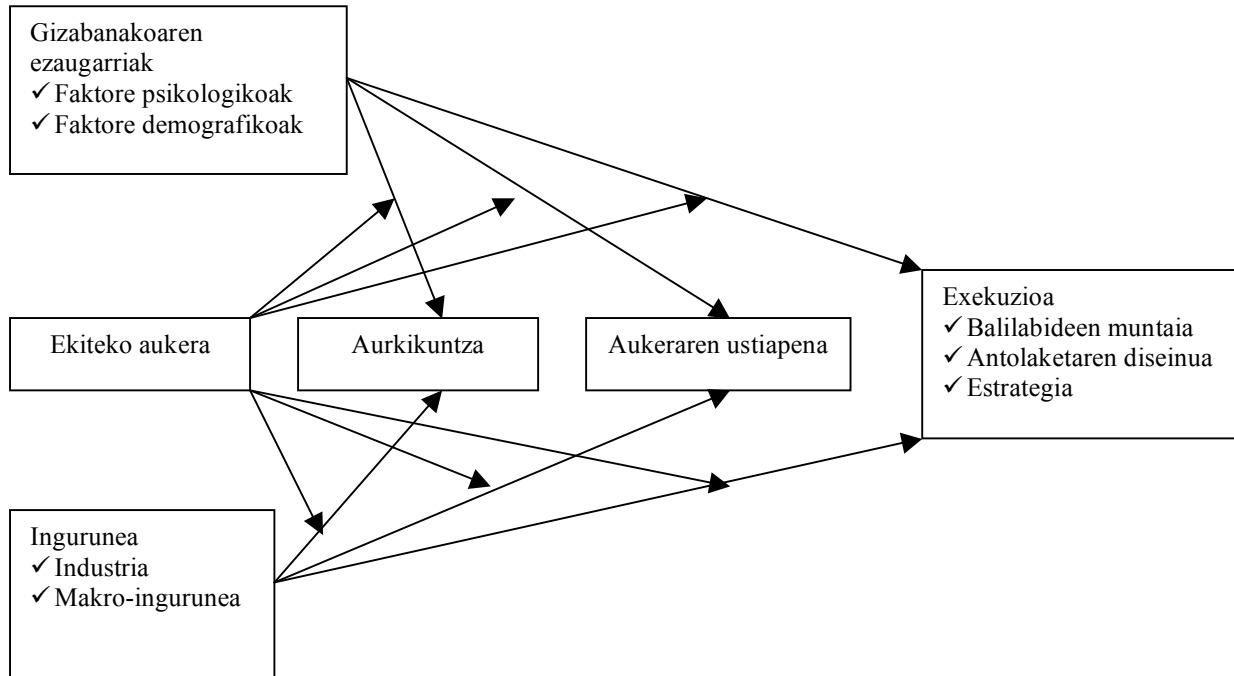 Gizabanakoaren
ezaugarriak
✓ Faktore psikologikoak
✓ Faktore demografikoak
Ekiteko aukera
Aurkikuntza
Aukeraren ustiapena
Exekuzioa
✓ Balilabideen muntaia
✓ Antolaketaren diseinua
✓ Estrategia
Ingurunea
✓ Industria
✓ Makro-ingurunea